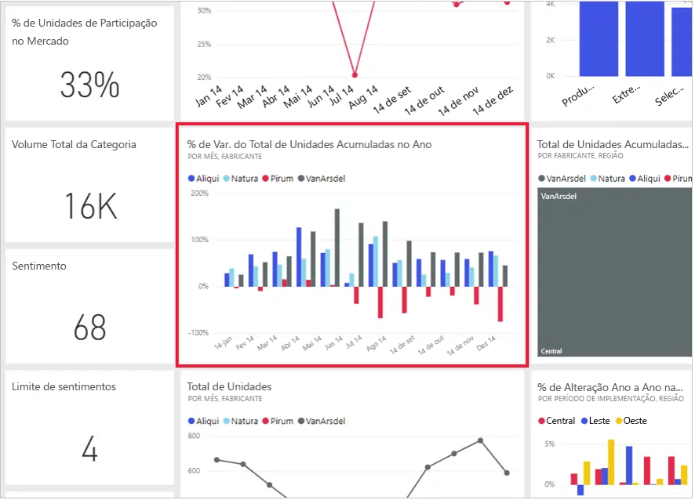 % de Unidades de Participação
no Mercado
33%
30%
25%
20%
Jan 14 Fev 14 Mar 14 Abr 14 Mai 14 Jun 14 Jul 14 Aug 14 14 de set 14 de out 14 de nov 14 de dez
4K
2K
0K
Produ... Extre... Selec...
Volume Total da Categoria
16K
% de Var. do Total de Unidades Acumuladas no Ano
POR MÊS, FABRICANTE
Aliqui Natura Pirum VanArsdel
200%
100%
0%
-100%
14-jan Fev 14 Mar 14 Abr 14 Mai 14 Jun 14 Jul 14 Ago 14 14 de set 14 de out 14 de nov Dez 14
Total de Unidades Acumuladas...
POR FABRICANTE, REGIÃO
VanArsdel Natura Aliqui Pirum
VanArsdel
Central
Sentimento
68
Limite de sentimentos
4
Total de Unidades
POR MÊS, FABRICANTE
Aliqui Natura Pirum VanArsdel
800
600
% de Alteração Ano a Ano na...
POR PERÍODO DE IMPLEMENTAÇÃO, REGIÃO
Central Leste Oeste
5%
0%